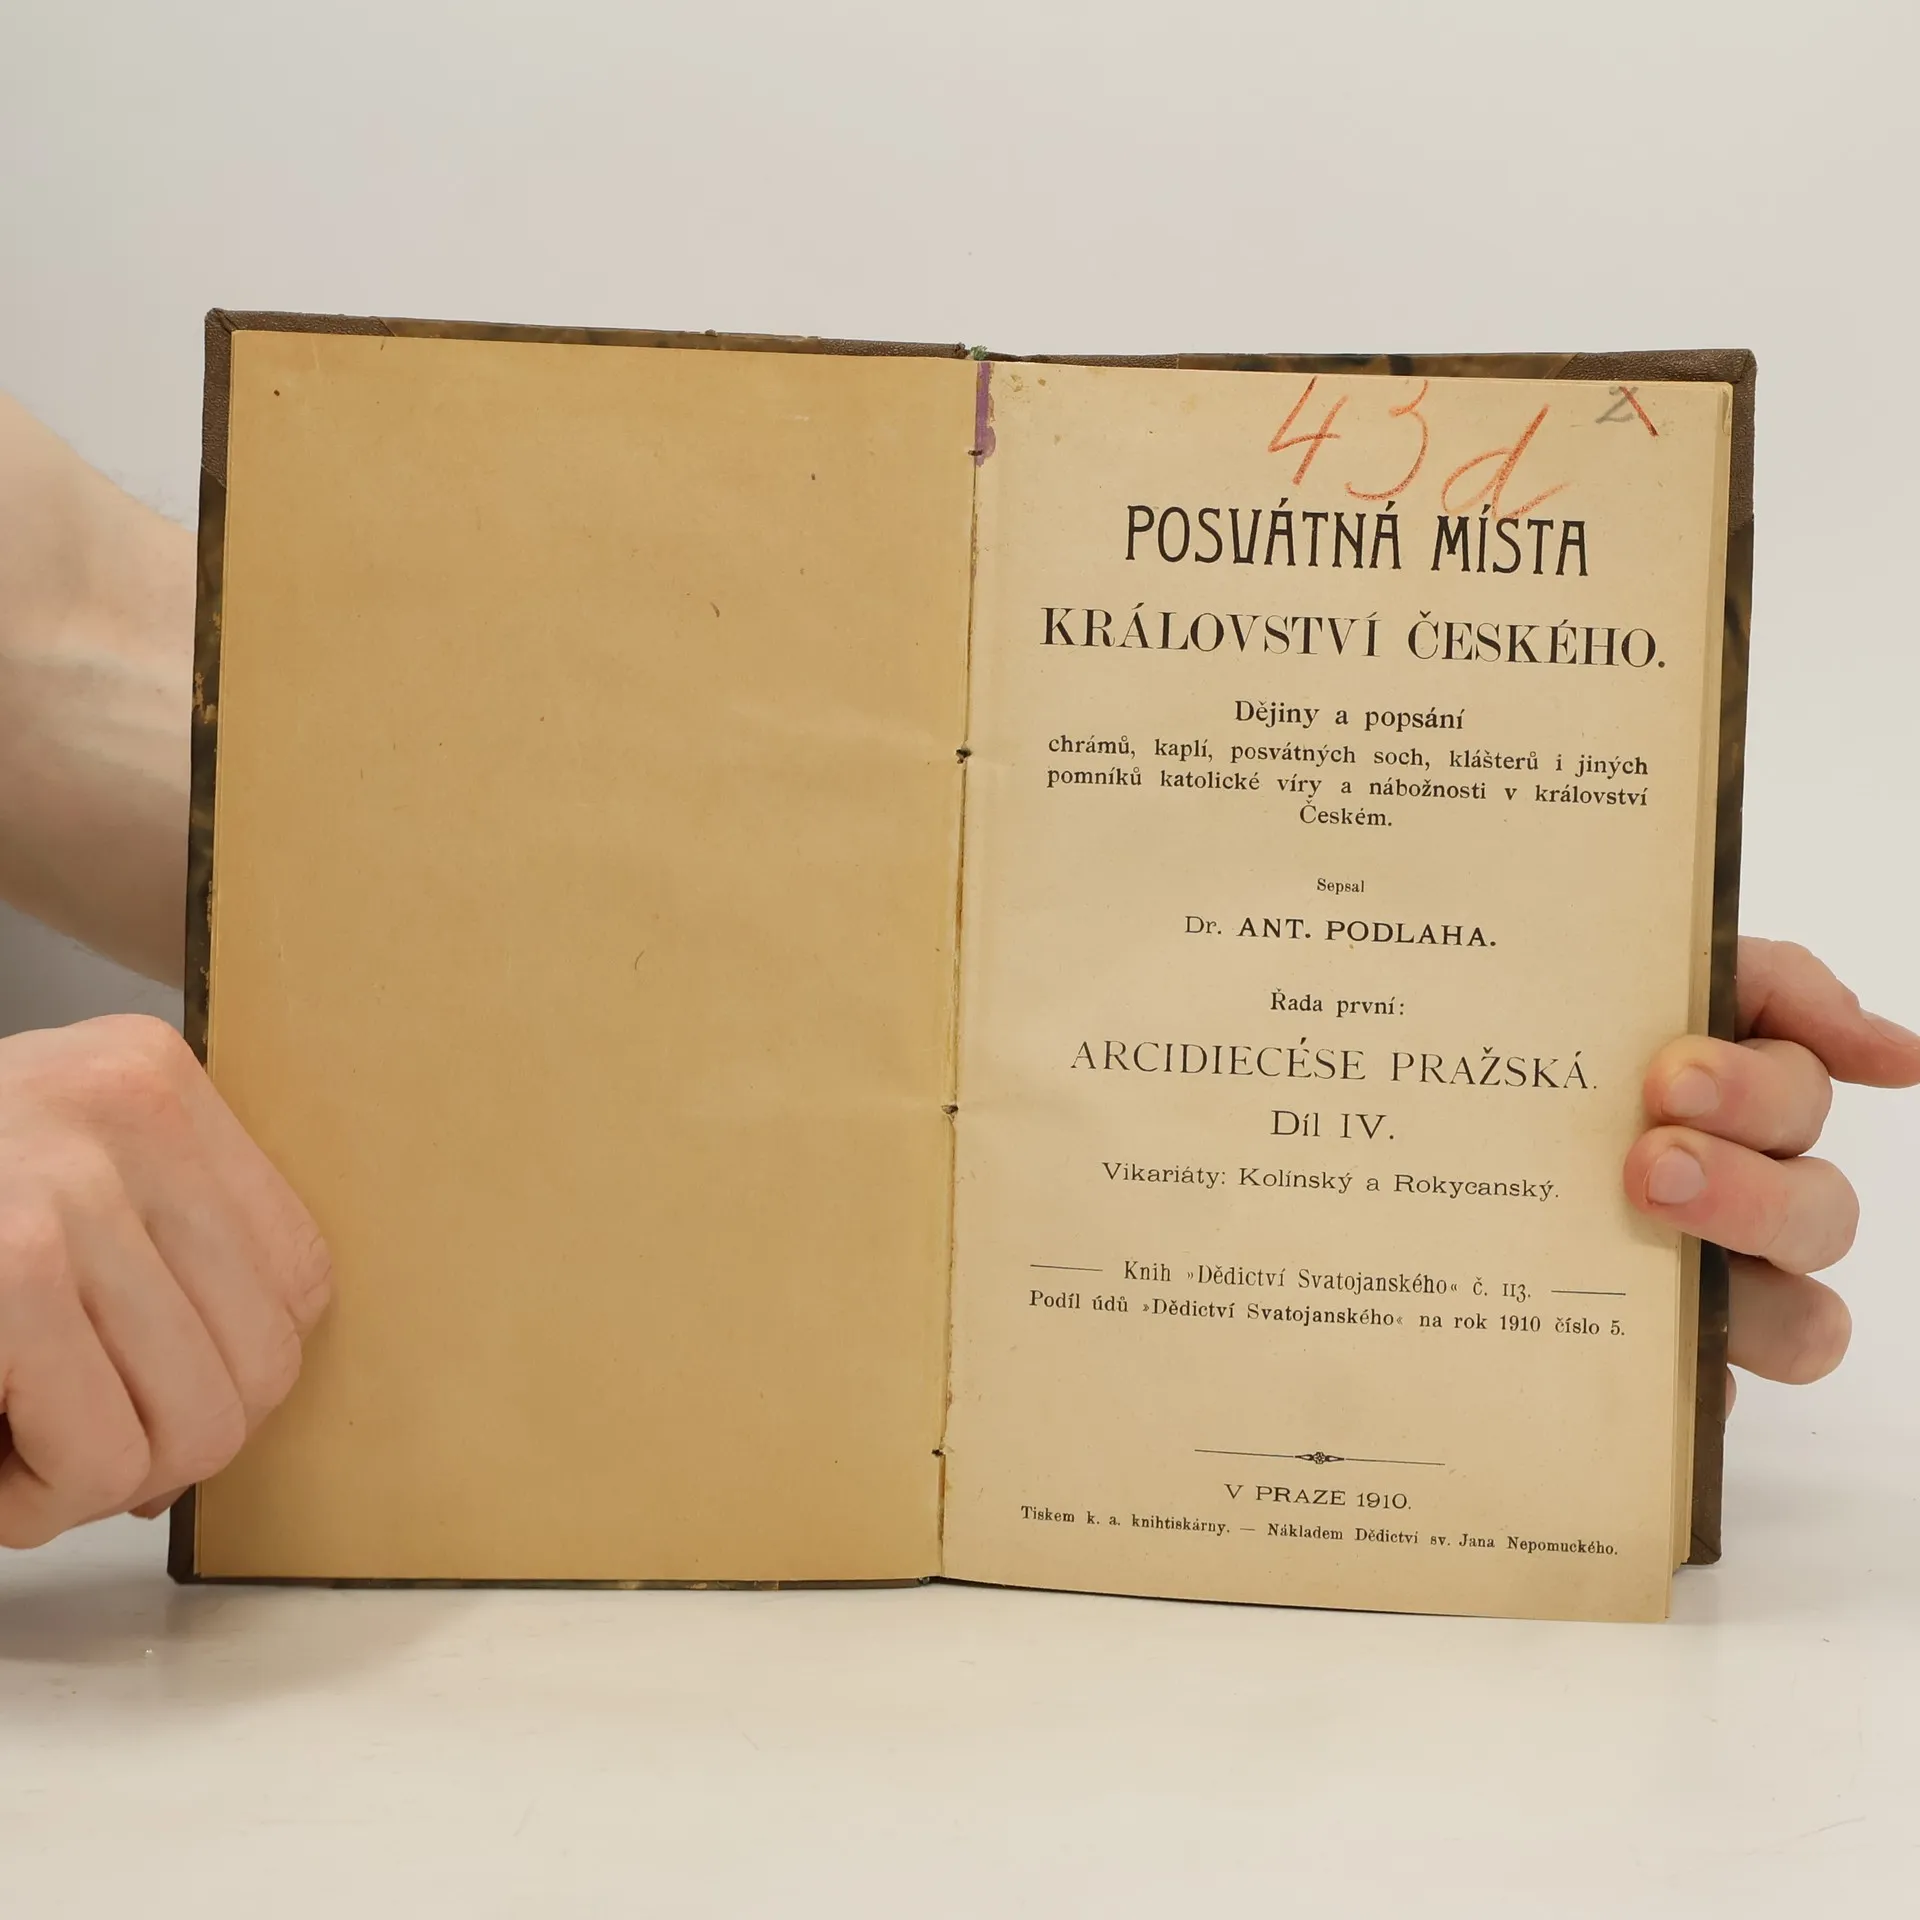 43 d
2
POSVÁTNÁ MÍSTA
KRÁLOVSTVÍ ČESKÉHO.
Dějiny a popsání
chrámů, kaplí, posvátných soch, klášterů i jiných
pomníků katolické víry a nábožnosti v království
Českém.
Sepsal
Dr. ANT. PODLAHA.
Řada první:
ARCIDIECÉSE PRAŽSKÁ.
Díl IV.
Vikariáty: Kolínský a Rokycanský.
Knih »Dědictví Svatojanského« č. 113.
Podíl údů »Dědictví Svatojanského« na rok 1910 číslo 5.
V PRAZE 1910.
Tiskem k. a. knihtiskárny. — Nákladem Dědictví sv. Jana Nepomuckého.